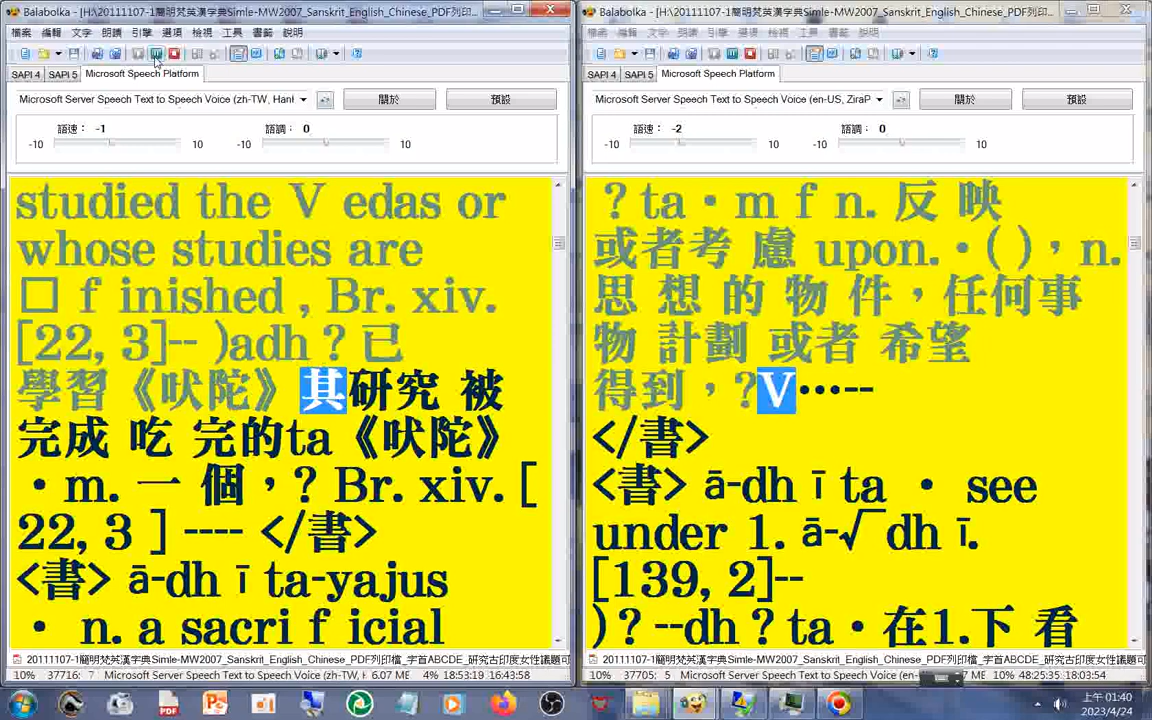 Balabolka - [H:\20111107-1簡明梵英漢字典Simle-MW2007_Sanskrit_English_Chinese_PDF列印...
檔案 編輯 文字 朗讀 引擎 選項 檢視 工具 書籤 說明
SAPI 4 SAPI 5 Microsoft Speech Platform
Microsoft Server Speech Text to Speech Voice (zh-TW, Han
關於 預設
語速： -1 語調： 0
-10 10 -10 10
studied the V edas or
whose studies are
□ f inished , Br. xiv.
[22, 3]-- )adh ? 已
學習《吠陀》 其研究 被
完成 吃 完的ta《吠陀》
・m. 一 個，? Br. xiv. [
22, 3 ] ---- </書>
<書> ā-dh ī ta-yajus
・ n. a sacri f icial
20111107-1簡明梵英漢字典Simle-MW2007_Sanskrit_English_Chinese_PDF列印檔_字首ABCDE_研究古印度女性議題可
10% 37716: 7 Microsoft Server Speech Text to Speech Voice (zh-TW, 6.07 ME 4% 18:53:19 16:43:58
Balabolka - [H:\20111107-1簡明梵英漢字典Simle-MW2007_Sanskrit_English_Chinese_PDF列印...
檔案 編輯 文字 朗讀 引擎 選項 檢視 工具 書籤 說明
SAPI 4 SAPI 5 Microsoft Speech Platform
Microsoft Server Speech Text to Speech Voice (en-US, ZiraP
關於 預設
語速： -2 語調： 0
-10 10 -10 10
? ta・m f n. 反 映
或者考 慮 upon. ・( )，n.
思 想 的 物 件，任何事
物 計劃 或者 希望
得到，?V…--
</書>
<書> ā-dh ī ta ・ see
under 1. ā-√ dh ī.
[139, 2]--
)? --dh ? ta・在1.下 看
20111107-1簡明梵英漢字典Simle-MW2007_Sanskrit_English_Chinese_PDF列印檔_字首ABCDE_研究古印度女性議題可
10% 37705: 5 Microsoft Server Speech Text to Speech Voice 10% 48:25:35 18:03:54
上午 01:40
2023/4/24